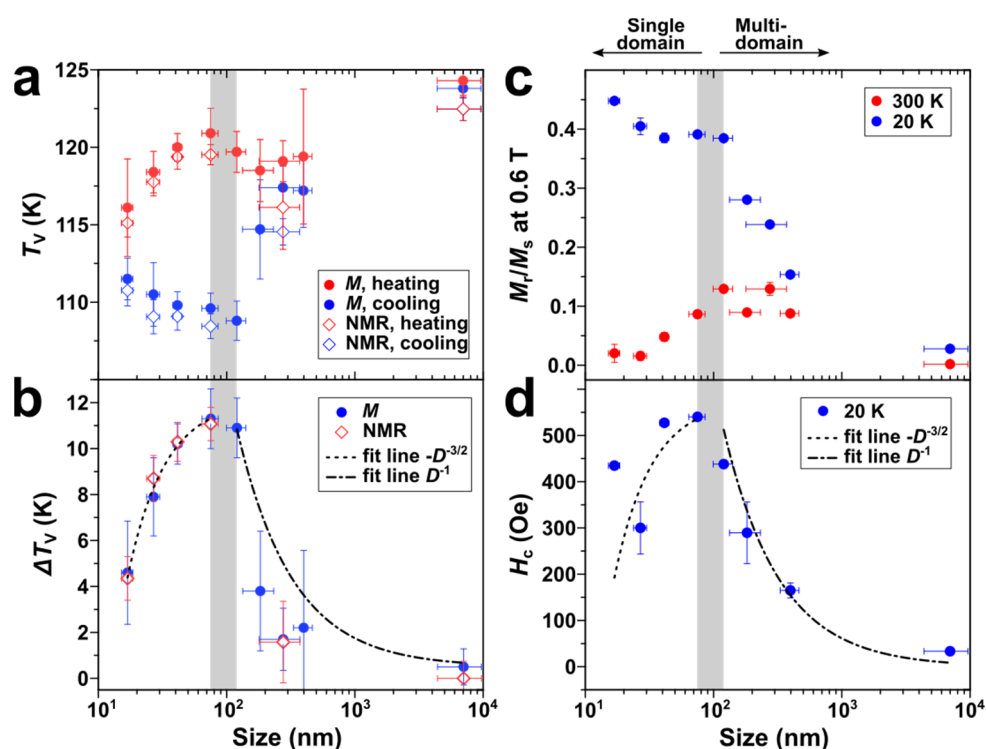 Single
domain
Multi-
domain
a
125
120
115
110
T_V (K)
M, heating
M, cooling
NMR, heating
NMR, cooling
c
0.4
0.3
0.2
0.1
0.0
M_r/M_s at 0.6 T
300 K
20 K
b
12
10
8
6
4
2
0
ΔT_V (K)
M
NMR
fit line -D^-3/2
fit line D^-1
10^1
10^2
10^3
10^4
Size (nm)
d
500
400
300
200
100
0
H_c (Oe)
20 K
fit line -D^-3/2
fit line D^-1
10^1
10^2
10^3
10^4
Size (nm)